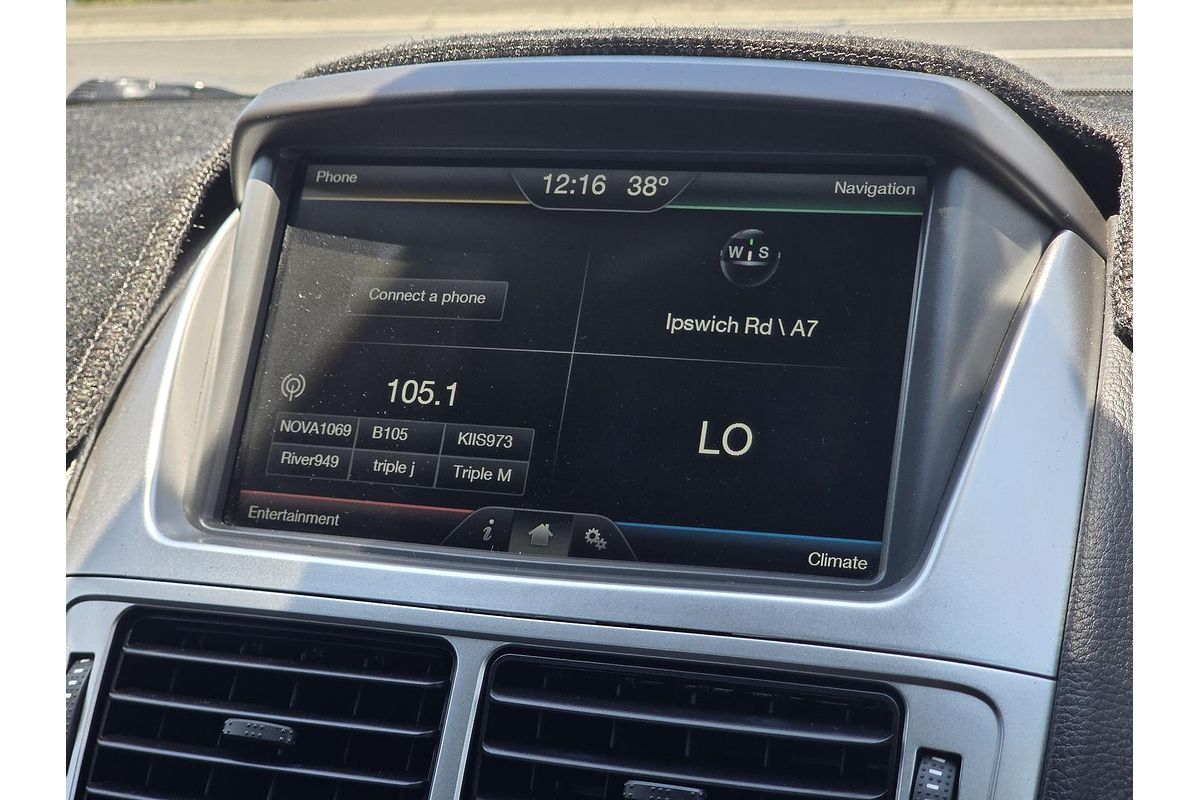 Phone
12:16 38°
Navigation
Connect a phone
W S
Ipswich Rd \ A7
105.1
NOVA1069 B105 KIIS973
River949 triple j Triple M
LO
Entertainment
i
Climate